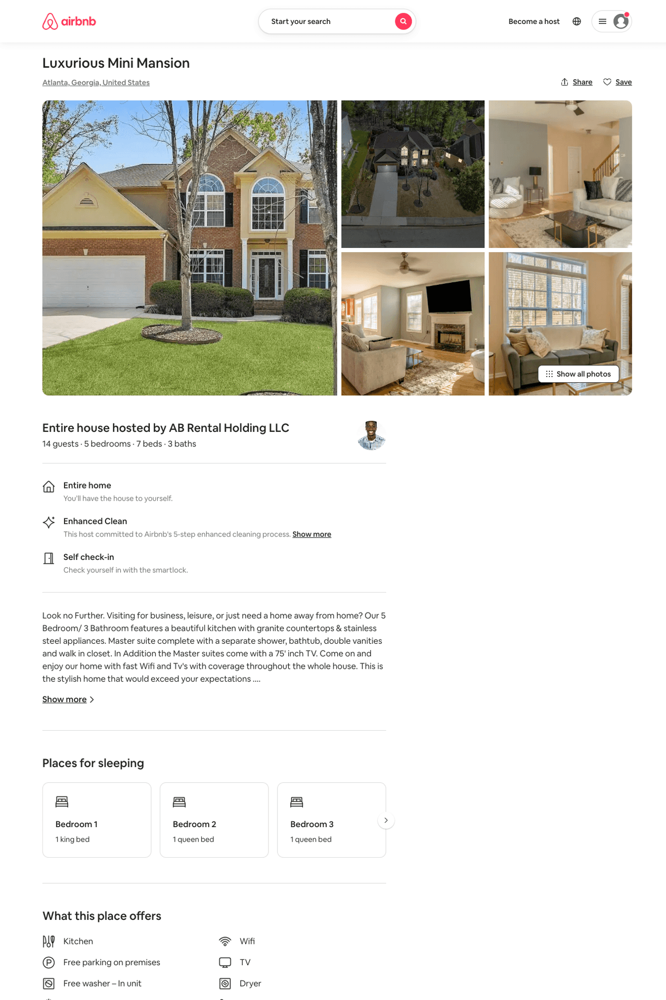 airbnb
Start your search
Become a host
Luxurious Mini Mansion
Atlanta, Georgia, United States
Share
Save
Show all photos
Entire house hosted by AB Rental Holding LLC
14 guests · 5 bedrooms · 7 beds · 3 baths
Entire home
You'll have the house to yourself.
Enhanced Clean
This host committed to Airbnb's 5-step enhanced cleaning process. Show more
Self check-in
Check yourself in with the smartlock.
Look no Further. Visiting for business, leisure, or just need a home away from home? Our 5
Bedroom/ 3 Bathroom features a beautiful kitchen with granite countertops & stainless
steel appliances. Master suite complete with a separate shower, bathtub, double vanities
and walk in closet. In Addition the Master suites come with a 75' inch TV. Come on and
enjoy our home with fast Wifi and Tv's with coverage throughout the whole house. This is
the stylish home that would exceed your expectations ....
Show more
Places for sleeping
Bedroom 1
1 king bed
Bedroom 2
1 queen bed
Bedroom 3
1 queen bed
What this place offers
Kitchen
Wifi
Free parking on premises
TV
Free washer – In unit
Dryer